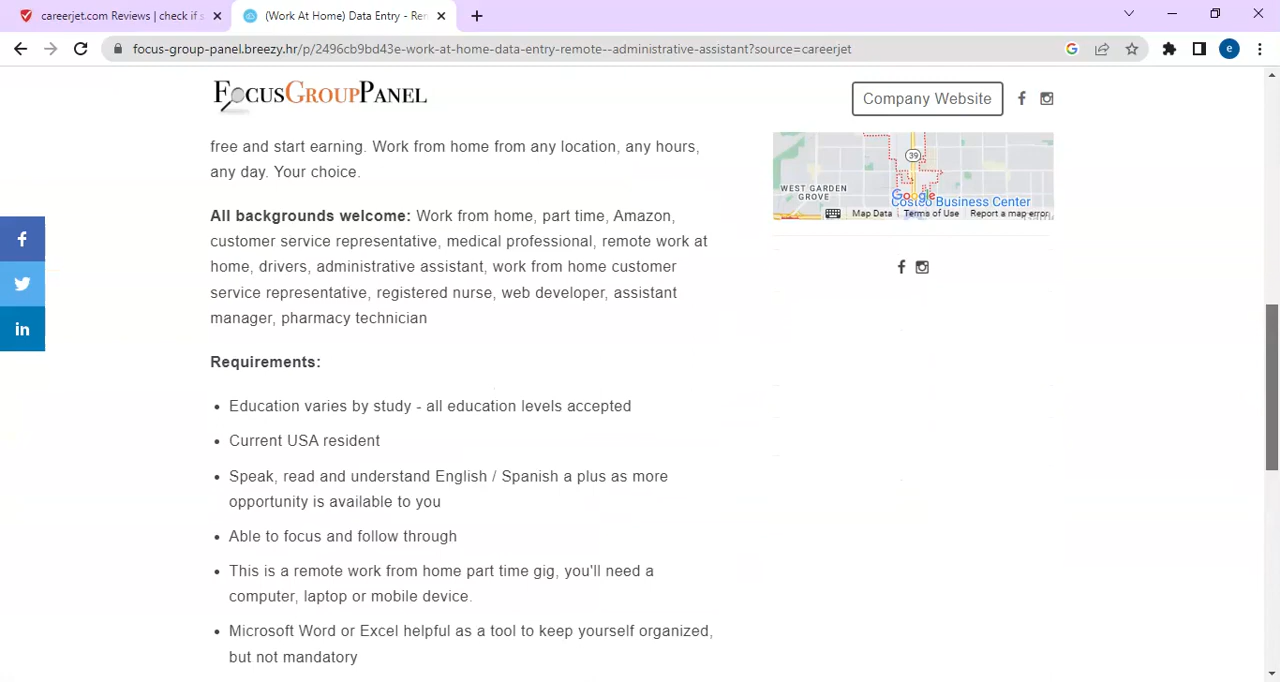 careerjet.com Reviews | check if s
(Work At Home) Data Entry - Rem
focus-group-panel.breezy.hr/p/2496cb9bd43e-work-at-home-data-entry-remote--administrative-assistant?source=careerjet
e
FOCUSGROUPPANEL
Company Website
free and start earning. Work from home from any location, any hours,
any day. Your choice.
All backgrounds welcome: Work from home, part time, Amazon,
customer service representative, medical professional, remote work at
home, drivers, administrative assistant, work from home customer
service representative, registered nurse, web developer, assistant
manager, pharmacy technician
Requirements:
• Education varies by study - all education levels accepted
• Current USA resident
• Speak, read and understand English / Spanish a plus as more
opportunity is available to you
• Able to focus and follow through
• This is a remote work from home part time gig, you'll need a
computer, laptop or mobile device.
• Microsoft Word or Excel helpful as a tool to keep yourself organized,
but not mandatory
39
WEST GARDEN
GROVE
Google
Costco Business Center
Map Data
Terms of Use
Report a map error
in